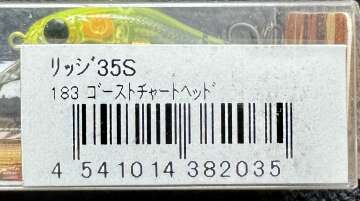 ﾘｯｼﾞ35S
183 ｺﾞｰｽﾄﾁｬｰﾄﾍｯﾄﾞ
4 541014 382035